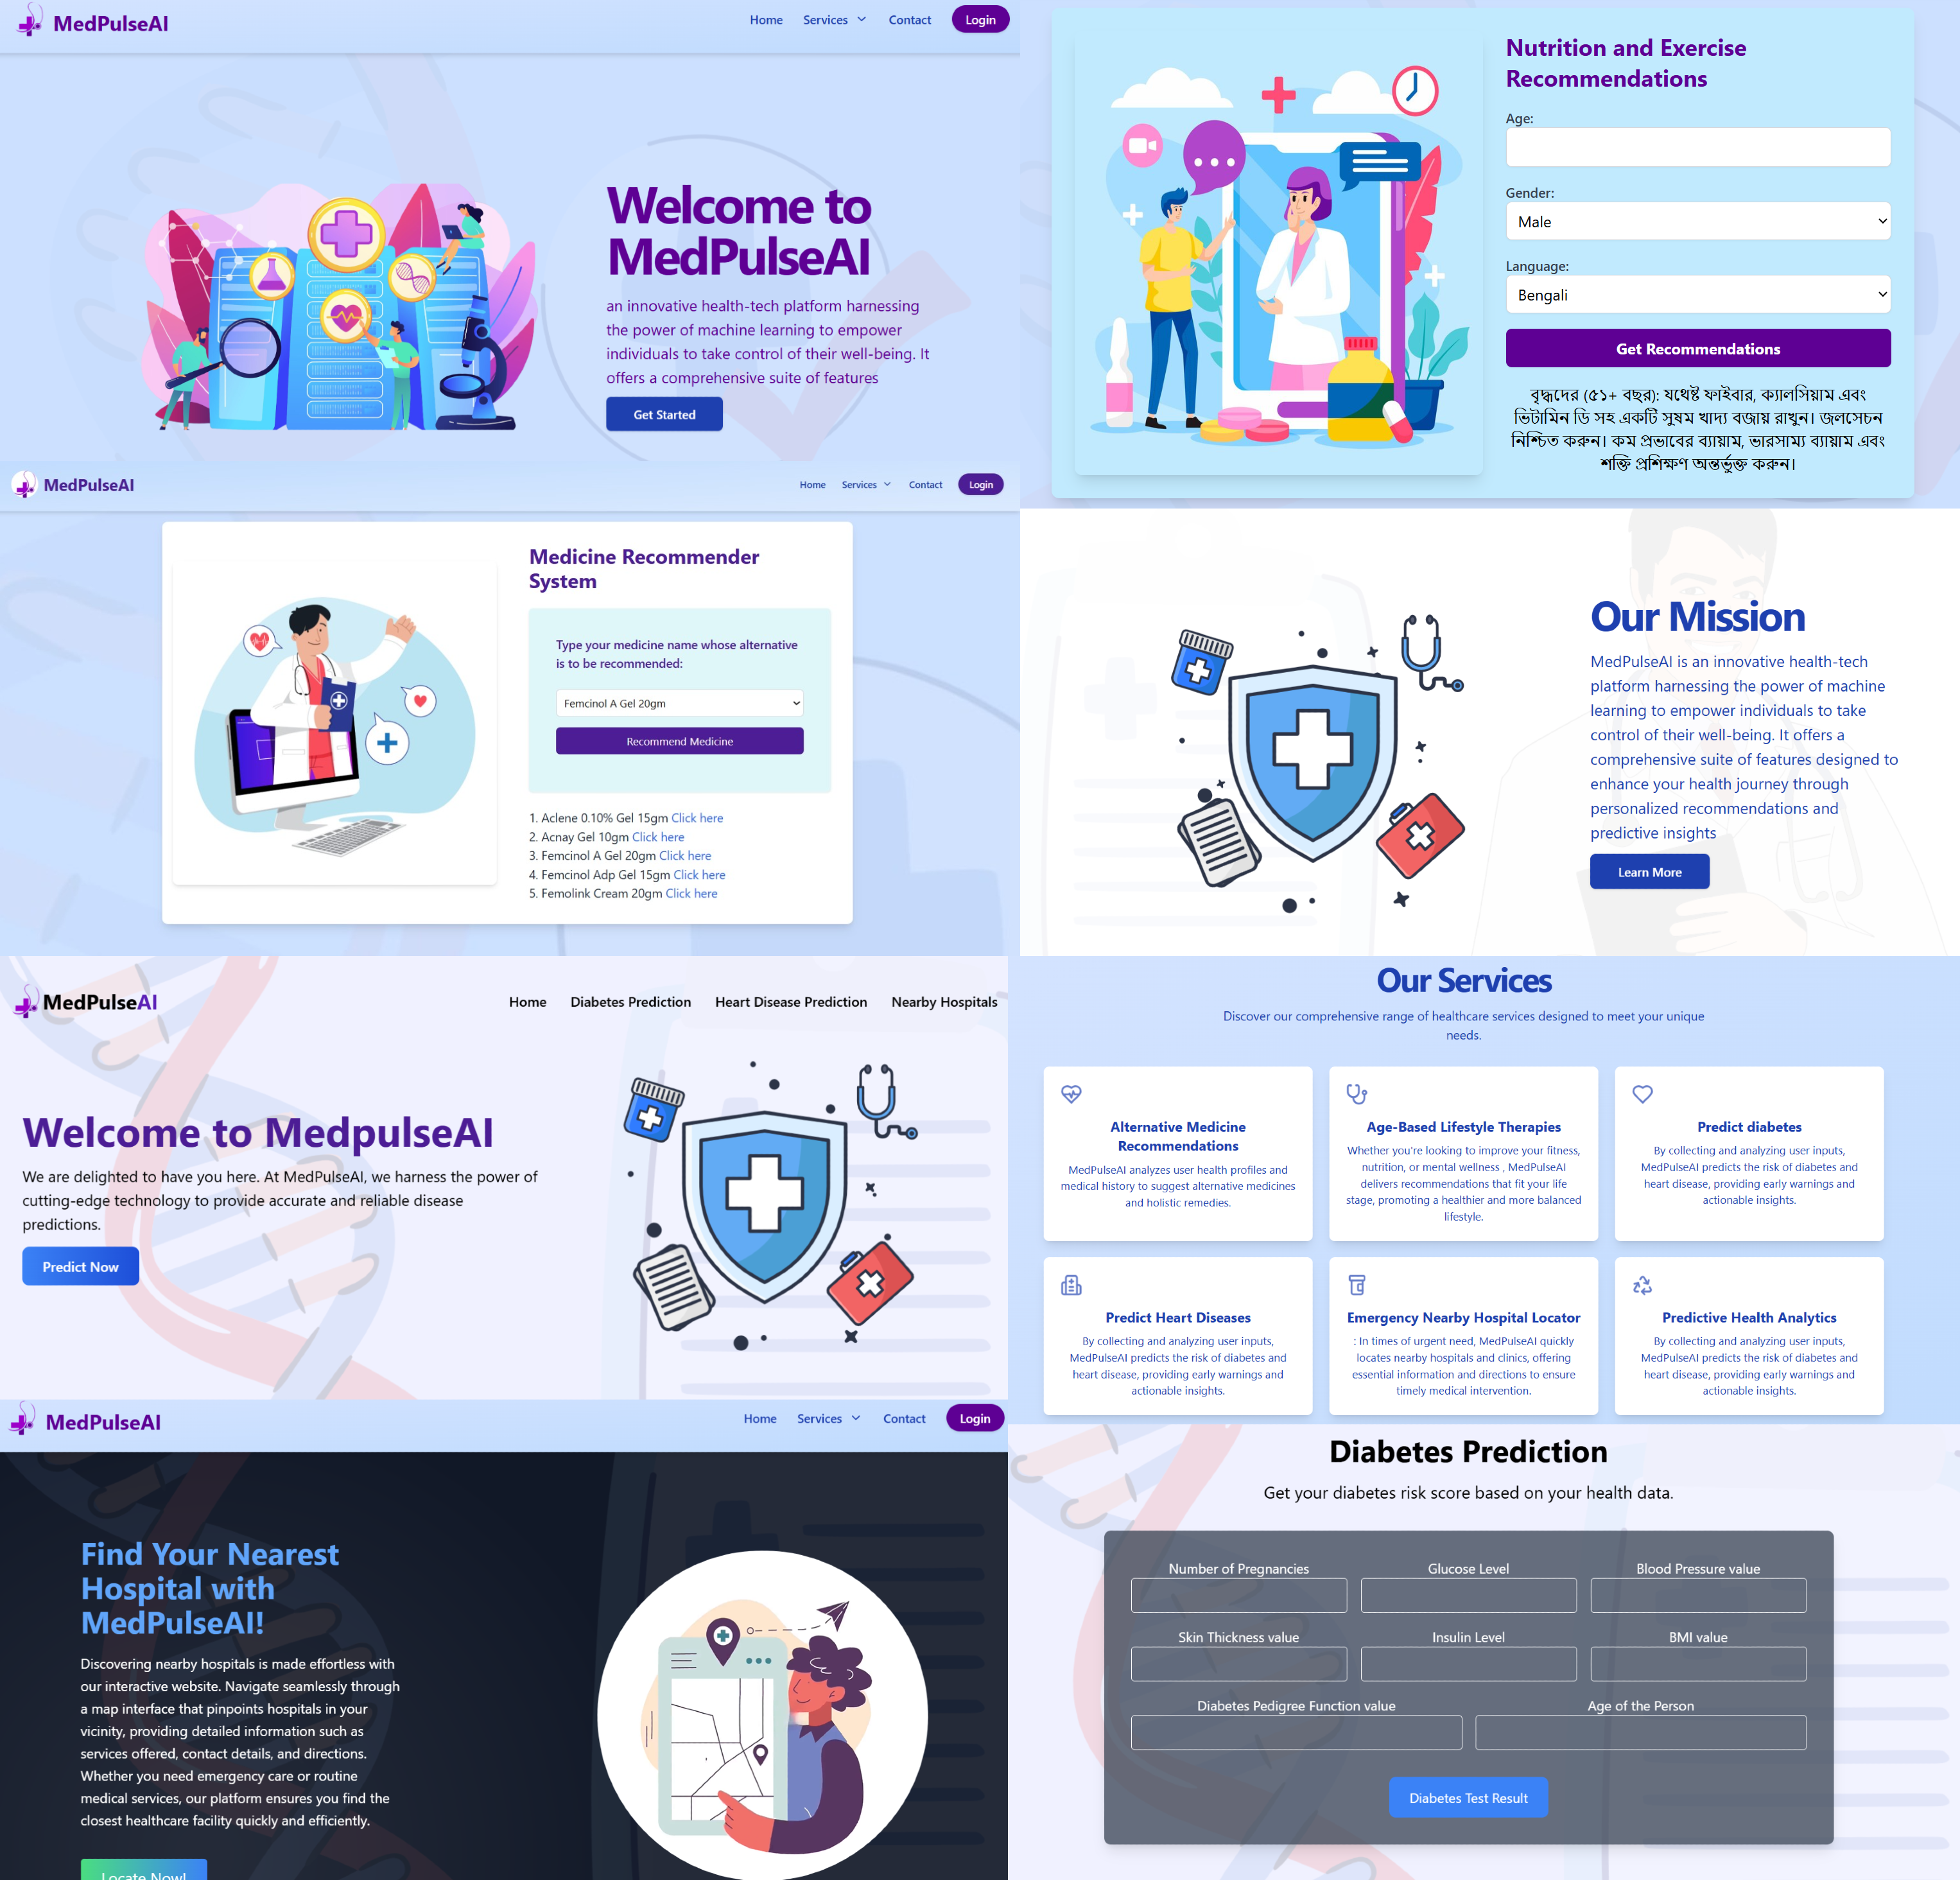 MedPulseAI
Home Services Contact Login
Welcome to
MedPulseAI
an innovative health-tech platform harnessing
the power of machine learning to empower
individuals to take control of their well-being. It
offers a comprehensive suite of features
Get Started
Nutrition and Exercise
Recommendations
Age:
Gender:
Male
Language:
Bengali
Get Recommendations
বৃদ্ধদের (৫১+ বছর): যথেষ্ট ফাইবার, ক্যালসিয়াম এবং
ভিটামিন ডি সহ একটি সুষম খাদ্য বজায় রাখুন। জলসেচন
নিশ্চিত করুন। কম প্রভাবের ব্যায়াম, ভারসাম্য ব্যায়াম এবং
শক্তি প্রশিক্ষণ অন্তর্ভুক্ত করুন।
MedPulseAI
Home Services Contact Login
Medicine Recommender
System
Type your medicine name whose alternative
is to be recommended:
Femcinol A Gel 20gm
Recommend Medicine
1. Aclene 0.10% Gel 15gm Click here
2. Acnay Gel 10gm Click here
3. Femcinol A Gel 20gm Click here
4. Femcinol Adp Gel 15gm Click here
5. Femolink Cream 20gm Click here
Our Mission
MedPulseAI is an innovative health-tech
platform harnessing the power of machine
learning to empower individuals to take
control of their well-being. It offers a
comprehensive suite of features designed to
enhance your health journey through
personalized recommendations and
predictive insights
Learn More
MedPulseAI
Home Diabetes Prediction Heart Disease Prediction Nearby Hospitals
Welcome to MedpulseAI
We are delighted to have you here. At MedPulseAI, we harness the power of
cutting-edge technology to provide accurate and reliable disease
predictions.
Predict Now
Our Services
Discover our comprehensive range of healthcare services designed to meet your unique
needs.
Alternative Medicine
Recommendations
MedPulseAI analyzes user health profiles and
medical history to suggest alternative medicines
and holistic remedies.
Age-Based Lifestyle Therapies
Whether you're looking to improve your fitness,
nutrition, or mental wellness , MedPulseAI
delivers recommendations that fit your life
stage, promoting a healthier and more balanced
lifestyle.
Predict diabetes
By collecting and analyzing user inputs,
MedPulseAI predicts the risk of diabetes and
heart disease, providing early warnings and
actionable insights.
Predict Heart Diseases
By collecting and analyzing user inputs,
MedPulseAI predicts the risk of diabetes and
heart disease, providing early warnings and
actionable insights.
Emergency Nearby Hospital Locator
: In times of urgent need, MedPulseAI quickly
locates nearby hospitals and clinics, offering
essential information and directions to ensure
timely medical intervention.
Predictive Health Analytics
By collecting and analyzing user inputs,
MedPulseAI predicts the risk of diabetes and
heart disease, providing early warnings and
actionable insights.
MedPulseAI
Home Services Contact Login
Find Your Nearest
Hospital with
MedPulseAI!
Discovering nearby hospitals is made effortless with
our interactive website. Navigate seamlessly through
a map interface that pinpoints hospitals in your
vicinity, providing detailed information such as
services offered, contact details, and directions.
Whether you need emergency care or routine
medical services, our platform ensures you find the
closest healthcare facility quickly and efficiently.
Locate Now!
Diabetes Prediction
Get your diabetes risk score based on your health data.
Number of Pregnancies Glucose Level Blood Pressure value
Skin Thickness value Insulin Level BMI value
Diabetes Pedigree Function value Age of the Person
Diabetes Test Result